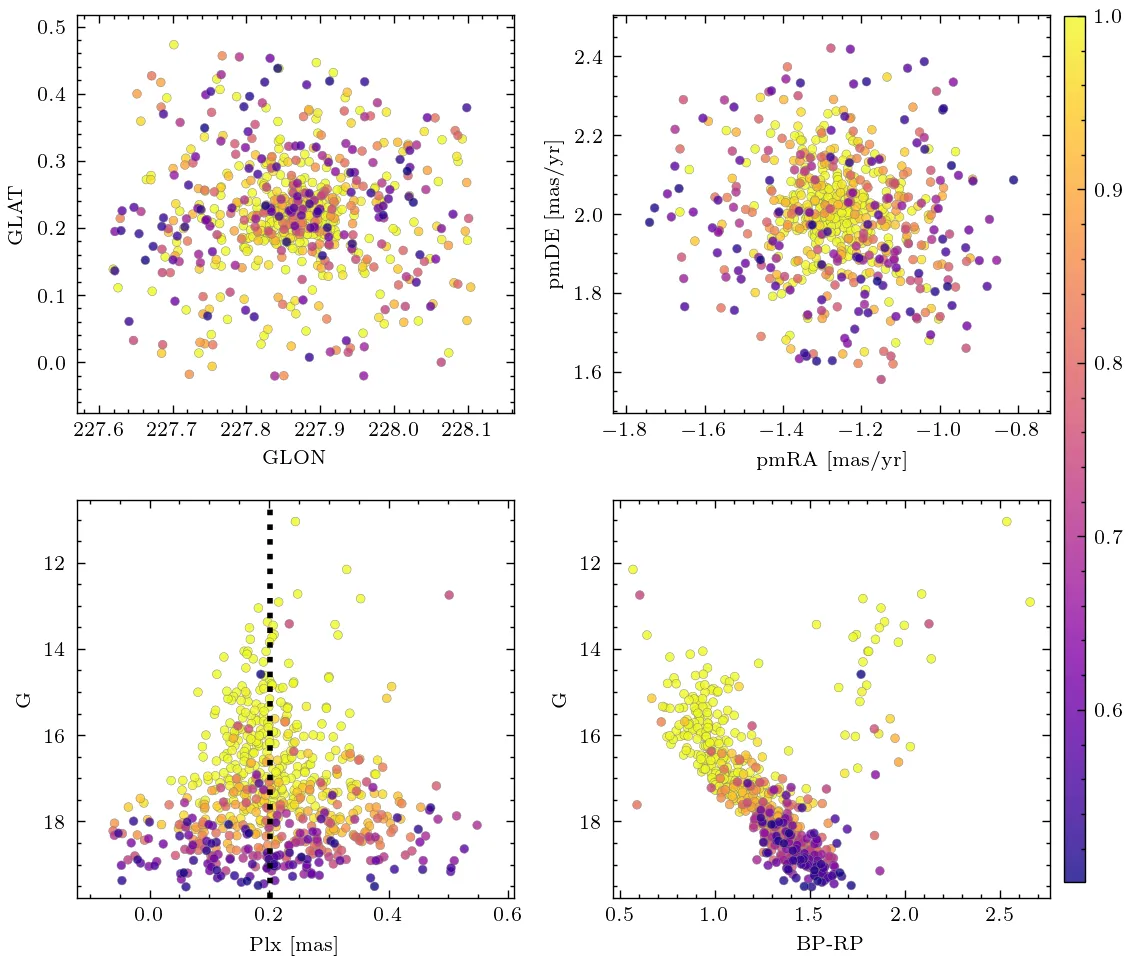 0.5
0.4
0.3
0.2
0.1
0.0
GLAT
227.6 227.7 227.8 227.9 228.0 228.1
GLON
2.4
2.2
2.0
1.8
1.6
pmDE [mas/yr]
−1.8 −1.6 −1.4 −1.2 −1.0 −0.8
pmRA [mas/yr]
1.0
0.9
0.8
0.7
0.6
12
14
16
18
G
0.0 0.2 0.4 0.6
Plx [mas]
12
14
16
18
G
0.5 1.0 1.5 2.0 2.5
BP-RP